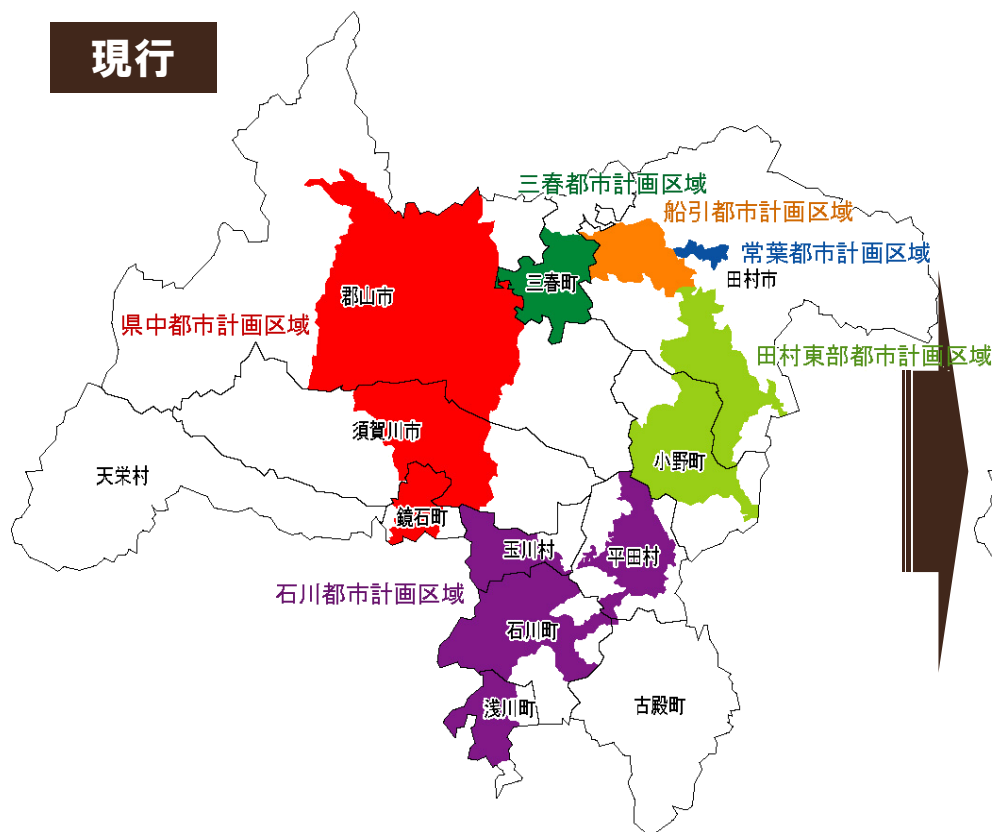 現行
三春都市計画区域
船引都市計画区域
常葉都市計画区域
田村市
三春町
郡山市
県中都市計画区域
田村東部都市計画区域
須賀川市
小野町
天栄村
鏡石町
玉川村
平田村
石川都市計画区域
石川町
浅川町
古殿町